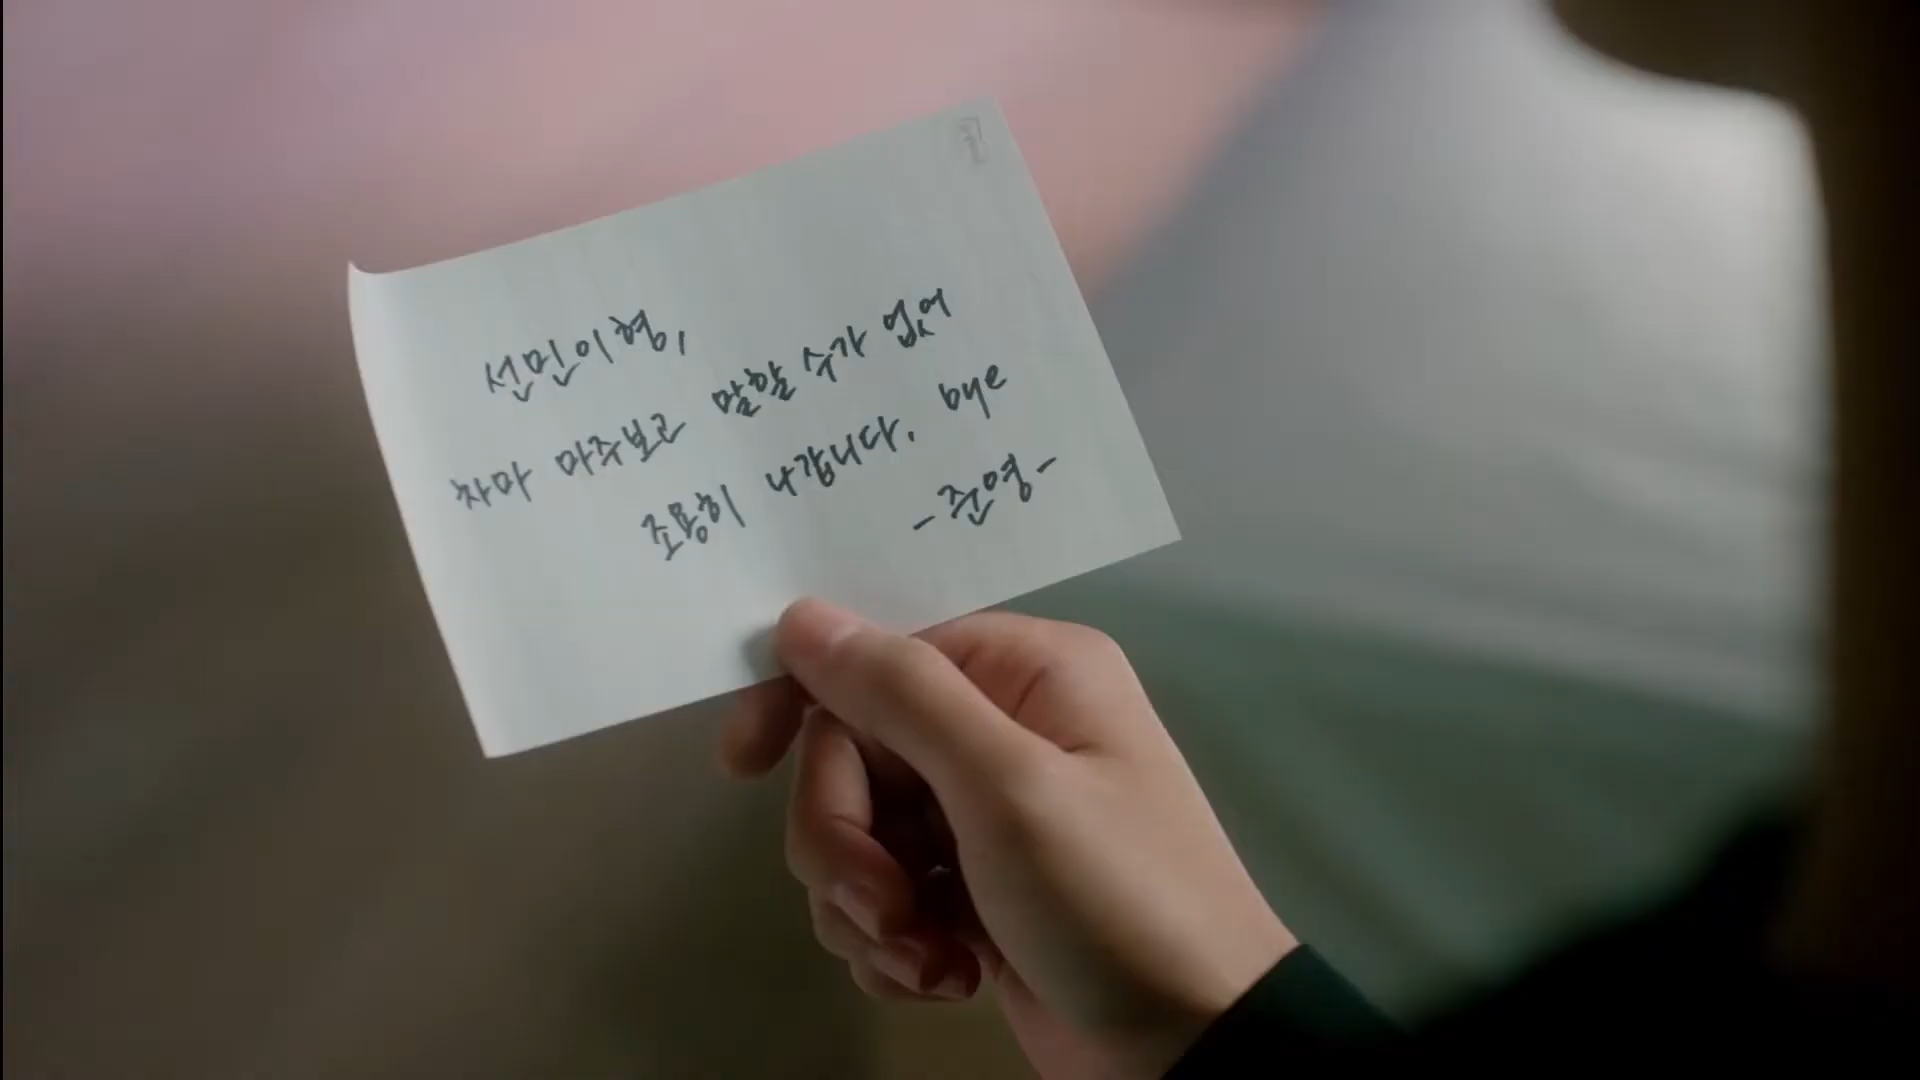 선민이형,
차마 마주보고 말할 수가 없어
조용히 나갑니다. bye
-준영-